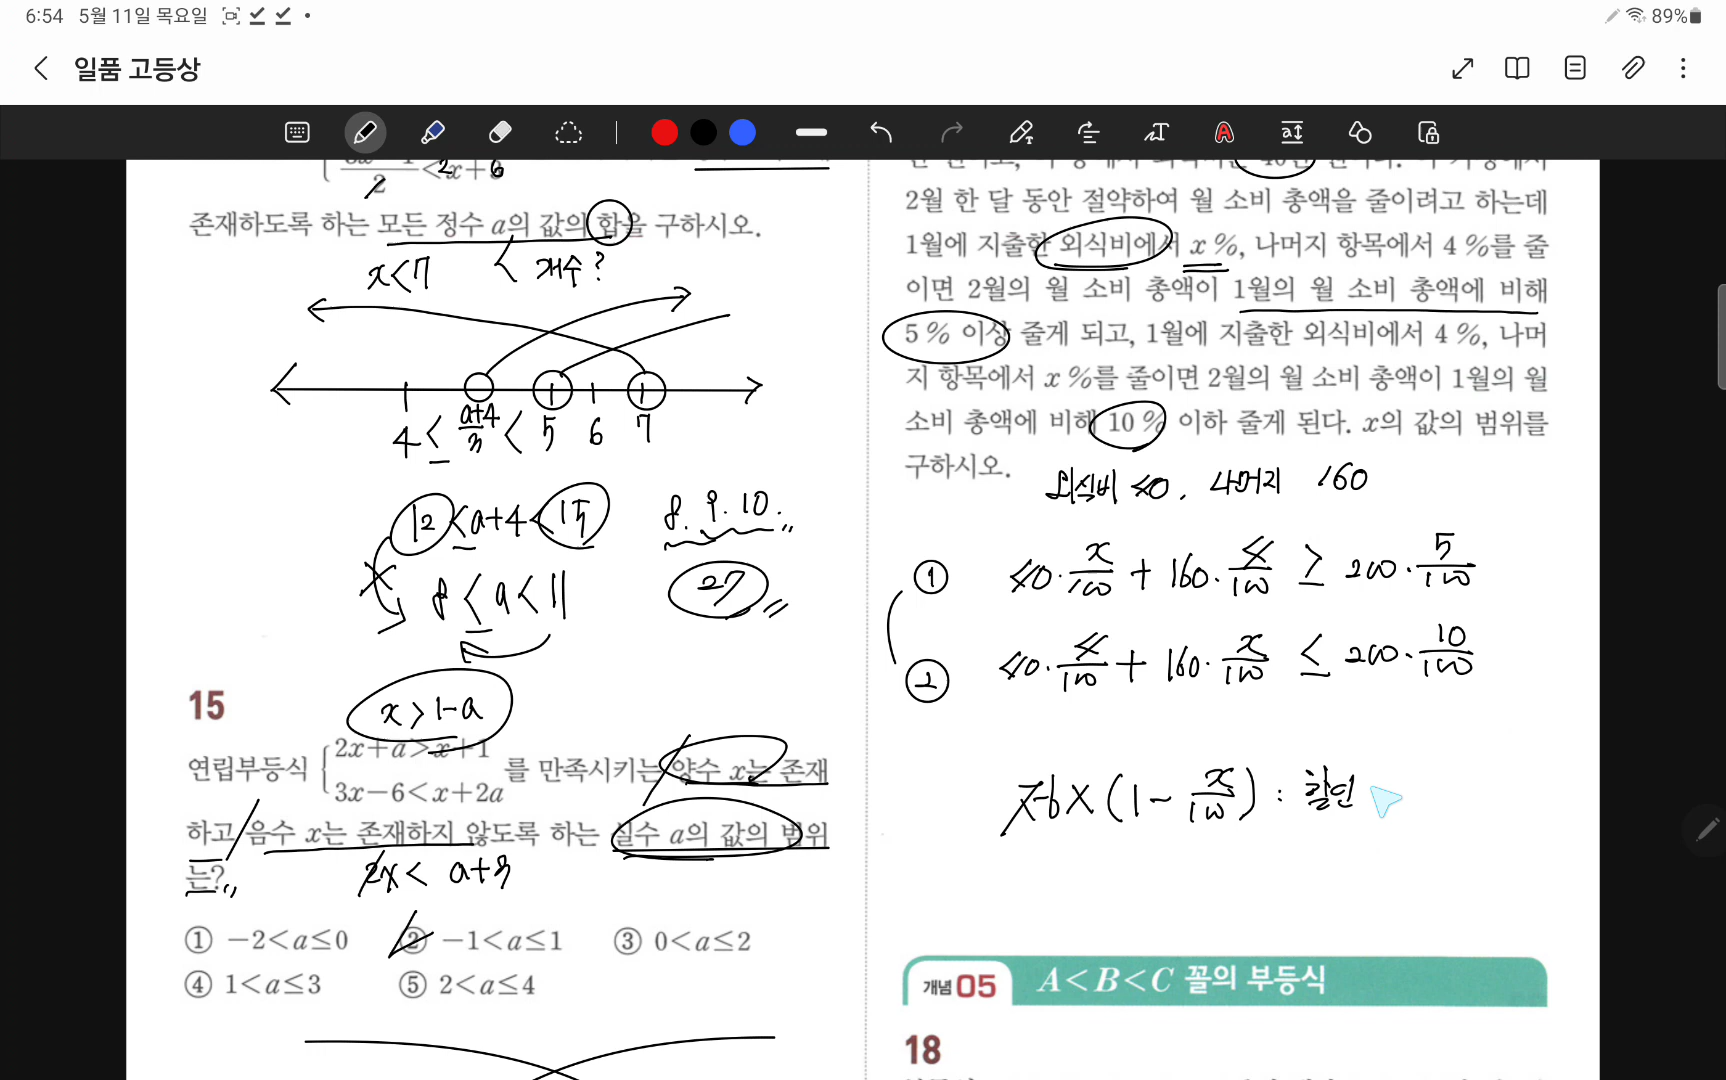 6:54 5월 11일 목요일
89%
일품 고등상
2 <2x+6
존재하도록 하는 모든 정수 a의 값의 합을 구하시오.
x<7 < 개수?
4 ≤ a+4/3 < 5 6 7
12 ≤ a+4 < 15
8. 9. 10.
8 ≤ a < 11
27
15
x > 1-a
연립부등식 { 2x+a>x+1
3x-6<x+2a 를 만족시키는 양수 x는 존재
하고 음수 x는 존재하지 않도록 하는 실수 a의 값의 범위
는?
① -2<a≤0 ② -1<a≤1 ③ 0<a≤2
④ 1<a≤3 ⑤ 2<a≤4
2월 한 달 동안 절약하여 월 소비 총액을 줄이려고 하는데
1월에 지출한 외식비에서 x %, 나머지 항목에서 4 %를 줄
이면 2월의 월 소비 총액이 1월의 월 소비 총액에 비해
5 % 이상 줄게 되고, 1월에 지출한 외식비에서 4 %, 나머
지 항목에서 x %를 줄이면 2월의 월 소비 총액이 1월의 월
소비 총액에 비해 10 % 이하 줄게 된다. x의 값의 범위를
구하시오.
외식비 40, 나머지 160
① 40·x/100 + 160·4/100 ≥ 200·5/100
② 40·4/100 + 160·x/100 ≤ 200·10/100
×(1-x/100) : 할인
개념 05 A<B<C 꼴의 부등식
18